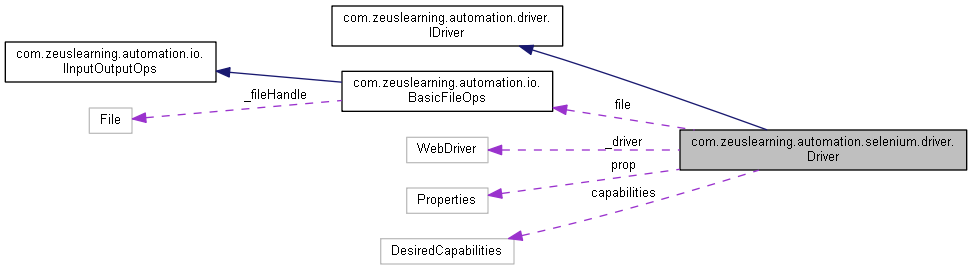 com.zeuslearning.automation.driver.
IDriver
com.zeuslearning.automation.io.
IInputOutputOps
com.zeuslearning.automation.io.
BasicFileOps
_fileHandle
File
file
com.zeuslearning.automation.selenium.driver.
Driver
_driver
WebDriver
prop
Properties
capabilities
DesiredCapabilities